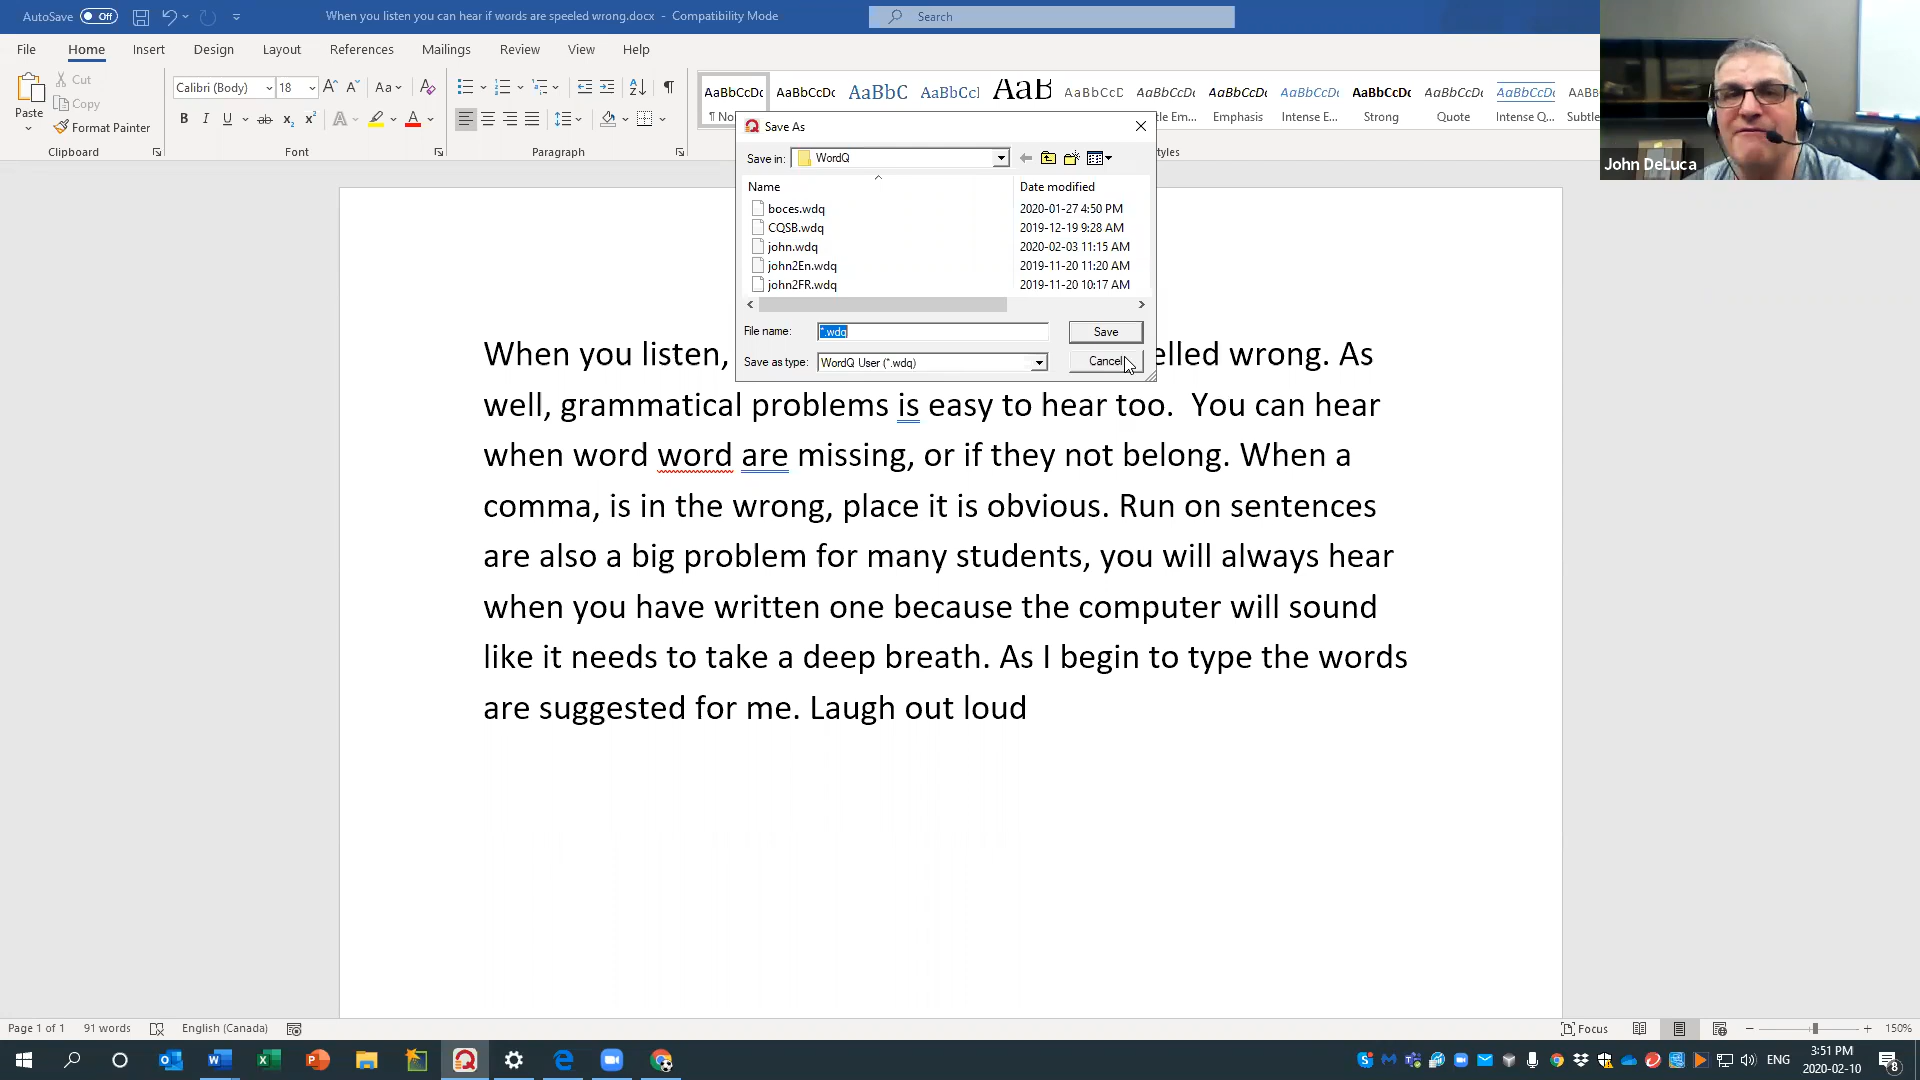 AutoSave Off When you listen you can hear if words are speeled wrong.docx - Compatibility Mode Search
File Home Insert Design Layout References Mailings Review View Help
Paste Cut Copy Format Painter
Calibri (Body) 18
AaBbCcDc AaBbCcDc AaBbC AaBbCcI AaB AaBbCcD AaBbCcDc AaBbCcDc AaBbCcDc AaBbCcDc AaBbCcDc AaBbCcDc AABB
¶ No Emphasis Intense E... Strong Quote Intense Q... Subtle
Clipboard Font Paragraph
John DeLuca
Save As
Save in: WordQ
Name Date modified
boces.wdq 2020-01-27 4:50 PM
CQSB.wdq 2019-12-19 9:28 AM
john.wdq 2020-02-03 11:15 AM
john2En.wdq 2019-11-20 11:20 AM
john2FR.wdq 2019-11-20 10:17 AM
File name: *.wdq Save
Save as type: WordQ User (*.wdq) Cancel
When you listen, elled wrong. As
well, grammatical problems is easy to hear too. You can hear
when word word are missing, or if they not belong. When a
comma, is in the wrong, place it is obvious. Run on sentences
are also a big problem for many students, you will always hear
when you have written one because the computer will sound
like it needs to take a deep breath. As I begin to type the words
are suggested for me. Laugh out loud
Page 1 of 1 91 words English (Canada) Focus 150%
ENG 3:51 PM
2020-02-10 8